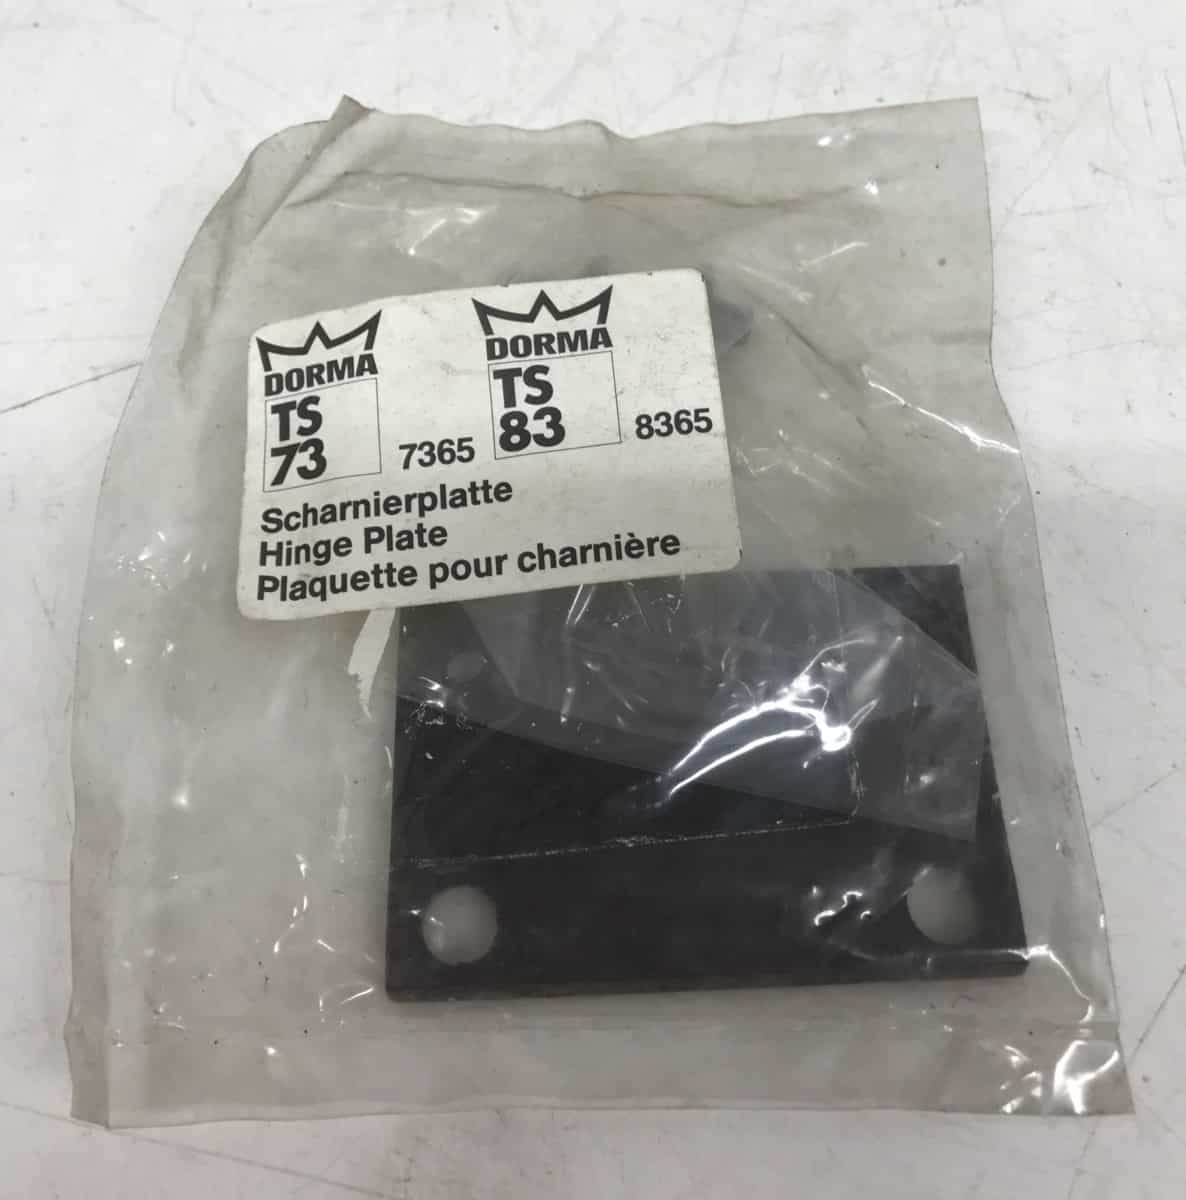 DORMA DORMA
TS 73 7365 TS 83 8365
Scharnierplatte
Hinge Plate
Plaquette pour charnière